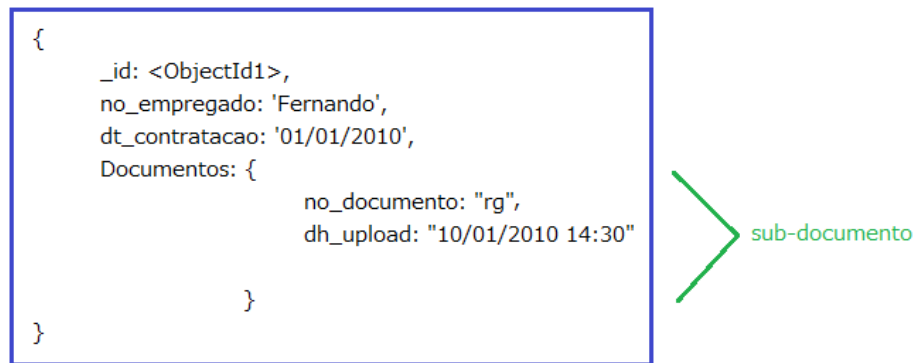 {
_id: <ObjectId1>,
no_empregado: 'Fernando',
dt_contratacao: '01/01/2010',
Documentos: {
no_documento: "rg",
dh_upload: "10/01/2010 14:30"
sub-documento
}
}